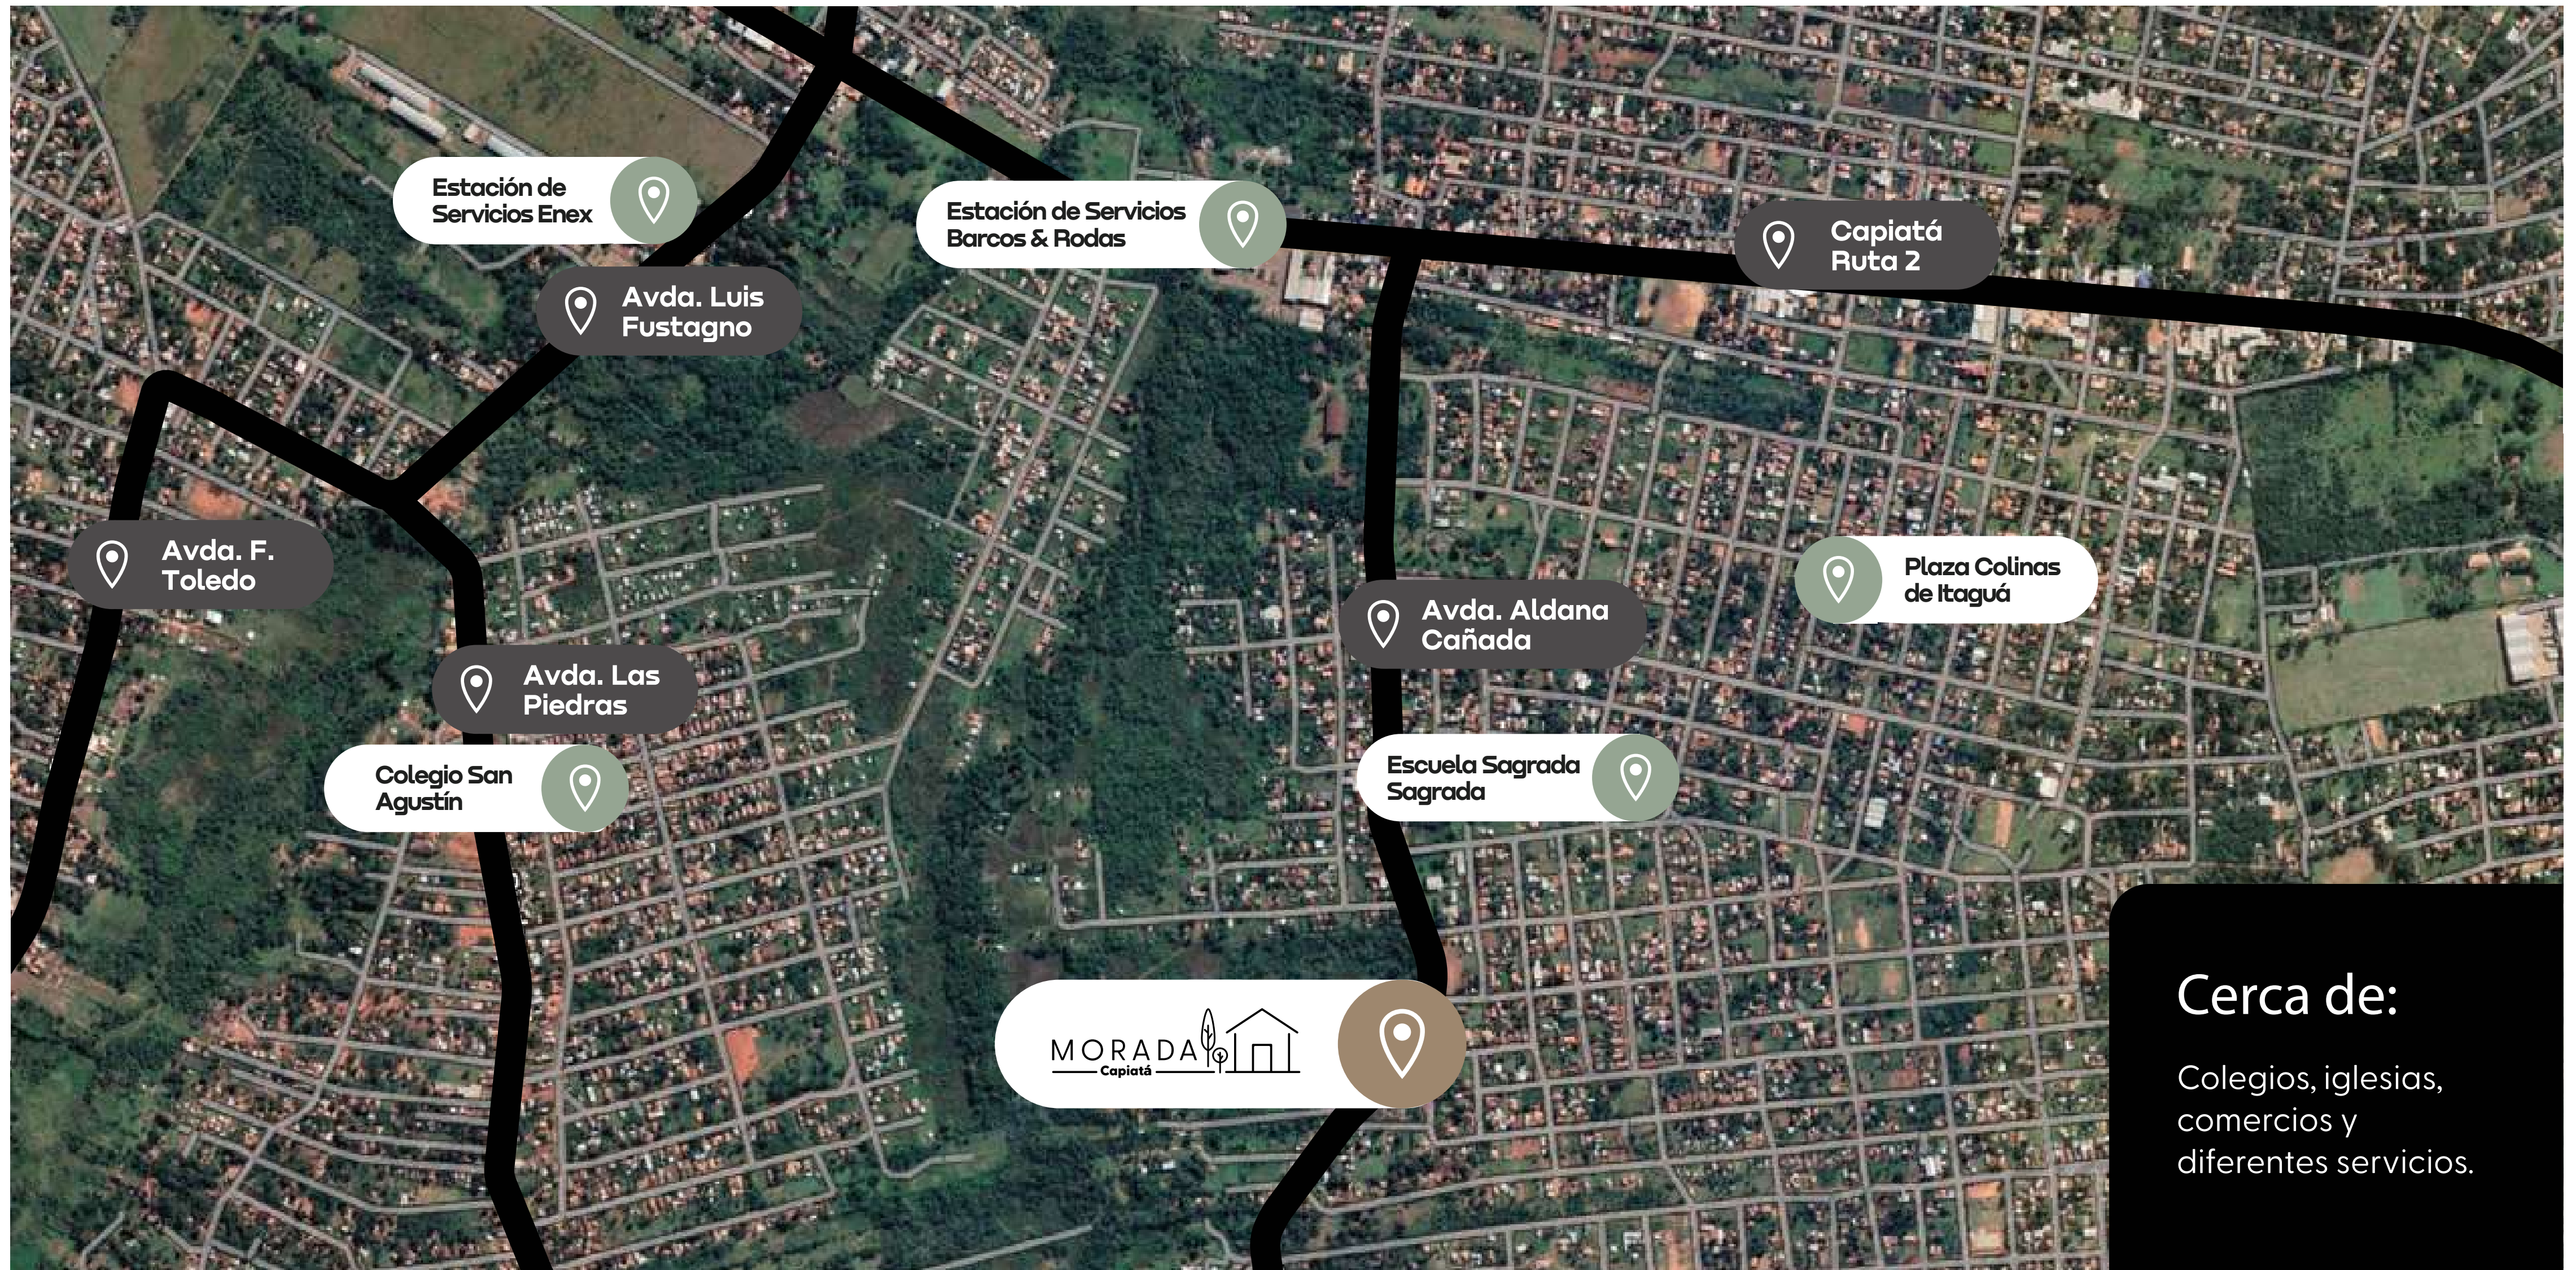 Estación de
Servicios Enex
Estación de Servicios
Barcos & Rodas
Capiatá
Ruta 2
Avda. Luis
Fustagno
Avda. F.
Toledo
Plaza Colinas
de Itaguá
Avda. Aldana
Cañada
Avda. Las
Piedras
Colegio San
Agustín
Escuela Sagrada
Sagrada
MORADA
Capiatá
Cerca de:
Colegios, iglesias,
comercios y
diferentes servicios.